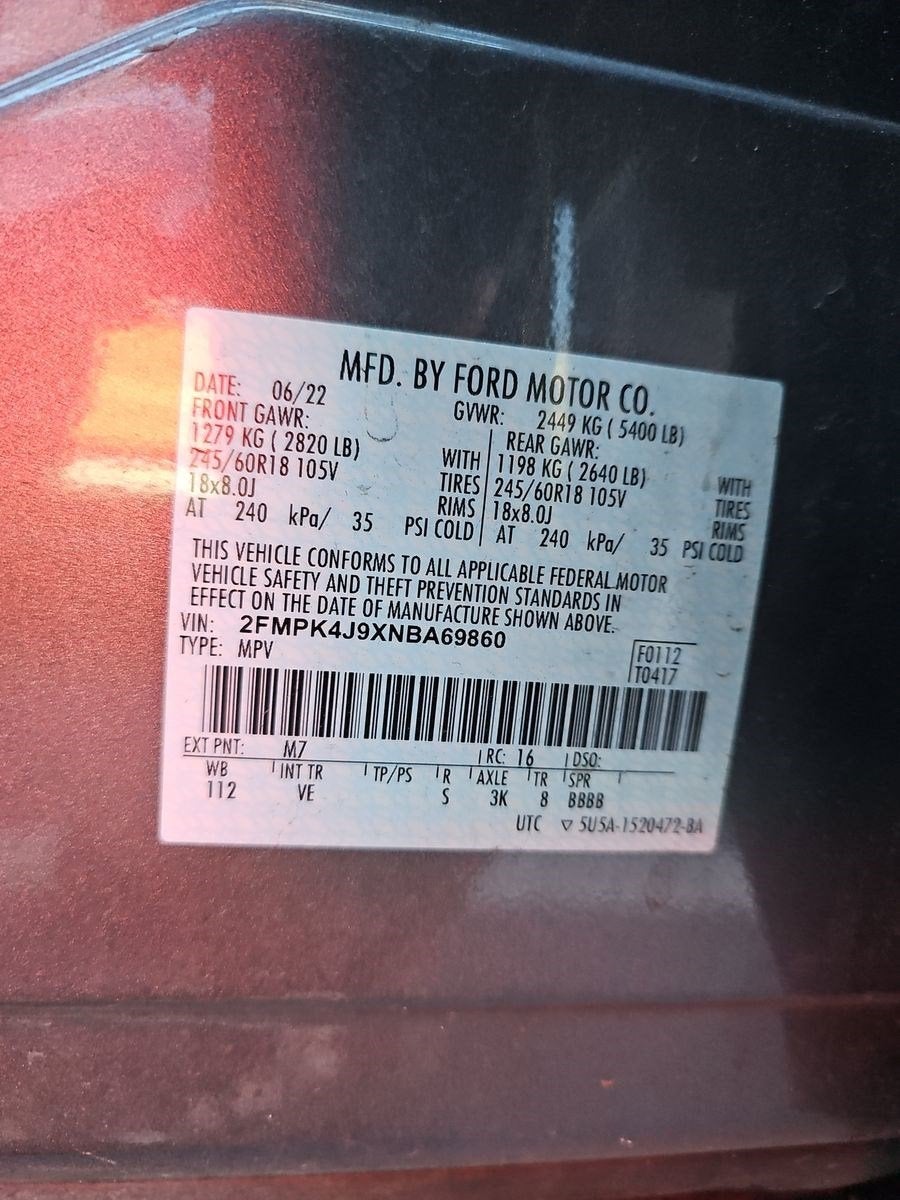 MFD. BY FORD MOTOR CO.
DATE: 06/22 GVWR: 2449 KG ( 5400 LB)
FRONT GAWR: REAR GAWR:
1279 KG ( 2820 LB) WITH 1198 KG ( 2640 LB) WITH
245/60R18 105V TIRES 245/60R18 105V TIRES
18x8.0J RIMS 18x8.0J RIMS
AT 240 kPa/ 35 PSI COLD AT 240 kPa/ 35 PSI COLD
THIS VEHICLE CONFORMS TO ALL APPLICABLE FEDERAL MOTOR
VEHICLE SAFETY AND THEFT PREVENTION STANDARDS IN
EFFECT ON THE DATE OF MANUFACTURE SHOWN ABOVE.
VIN: 2FMPK4J9XNBA69860
TYPE: MPV F0112
T0417
EXT PNT: M7 RC: 16 DSO:
WB INT TR TP/PS R AXLE TR SPR
112 VE S 3K 8 BBBB
UTC ▽ 5U5A-1520472-BA